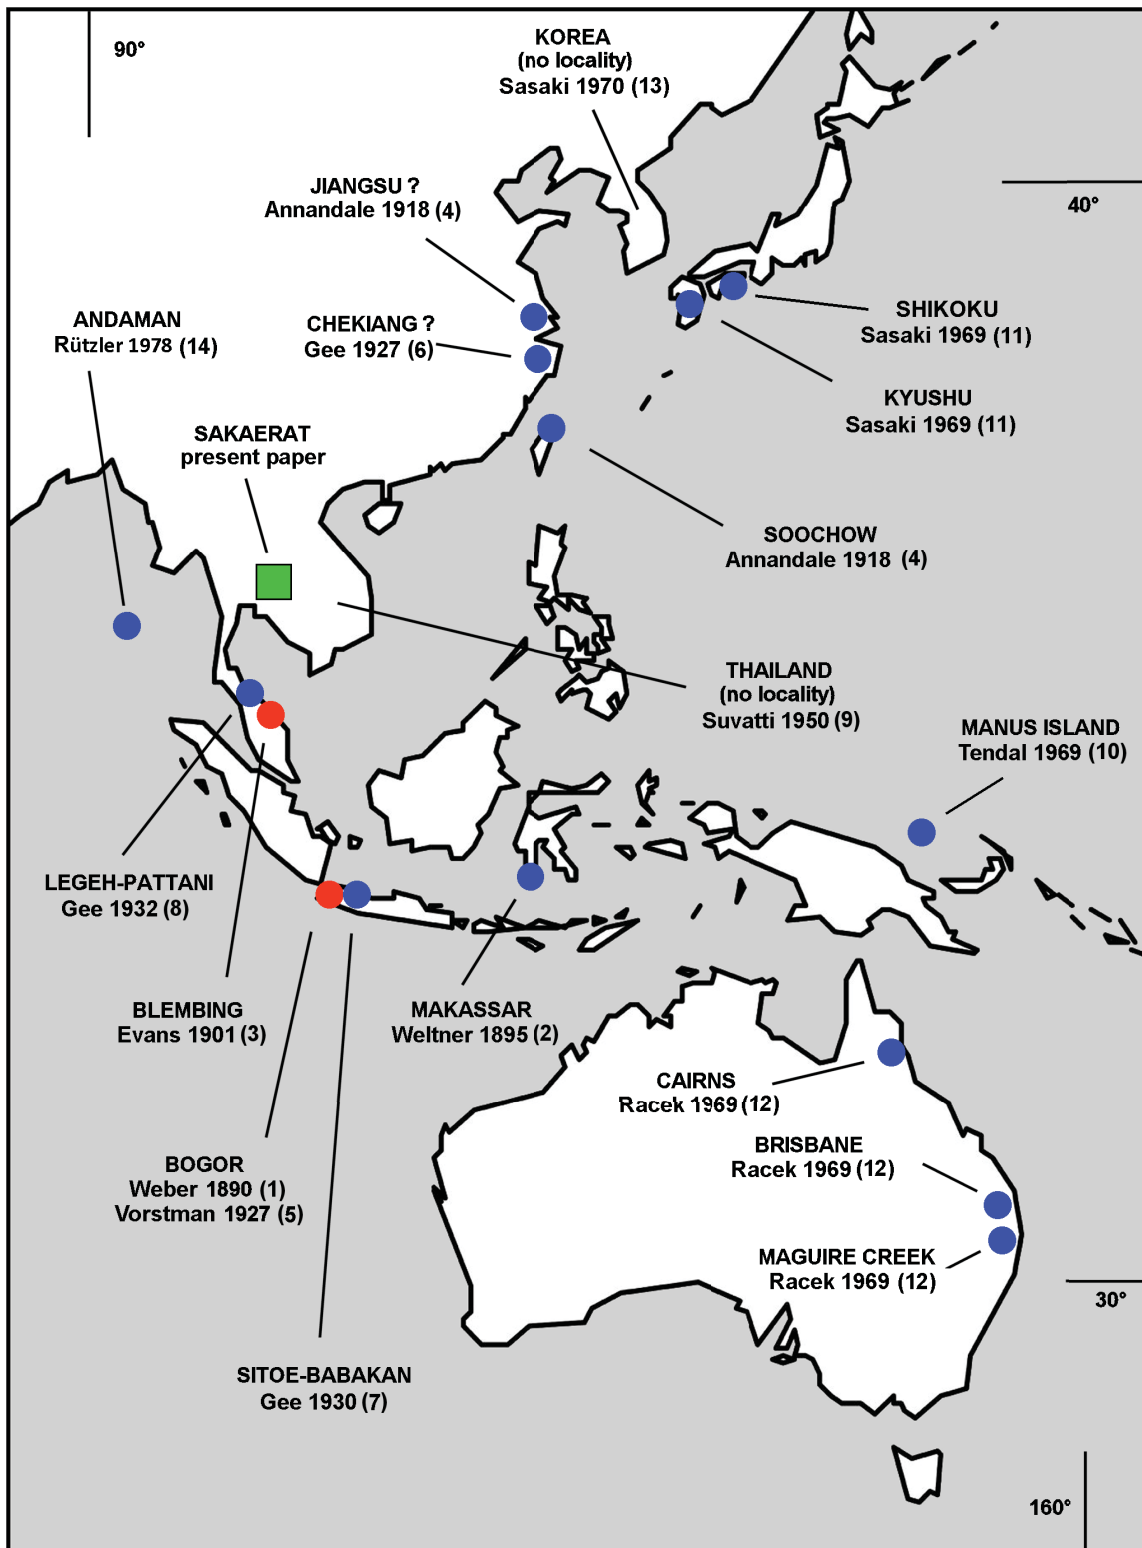 90°
KOREA
(no locality)
Sasaki 1970 (13)
JIANGSU ?
Annandale 1918 (4)
40°
ANDAMAN
Rützler 1978 (14)
CHEKIANG ?
Gee 1927 (6)
SHIKOKU
Sasaki 1969 (11)
KYUSHU
Sasaki 1969 (11)
SAKAERAT
present paper
SOOCHOW
Annandale 1918 (4)
THAILAND
(no locality)
Suvatti 1950 (9)
MANUS ISLAND
Tendal 1969 (10)
LEGEH-PATTANI
Gee 1932 (8)
BLEMBING
Evans 1901 (3)
MAKASSAR
Weltner 1895 (2)
CAIRNS
Racek 1969 (12)
BRISBANE
Racek 1969 (12)
BOGOR
Weber 1890 (1)
Vorstman 1927 (5)
MAGUIRE CREEK
Racek 1969 (12)
30°
SITOE-BABAKAN
Gee 1930 (7)
160°